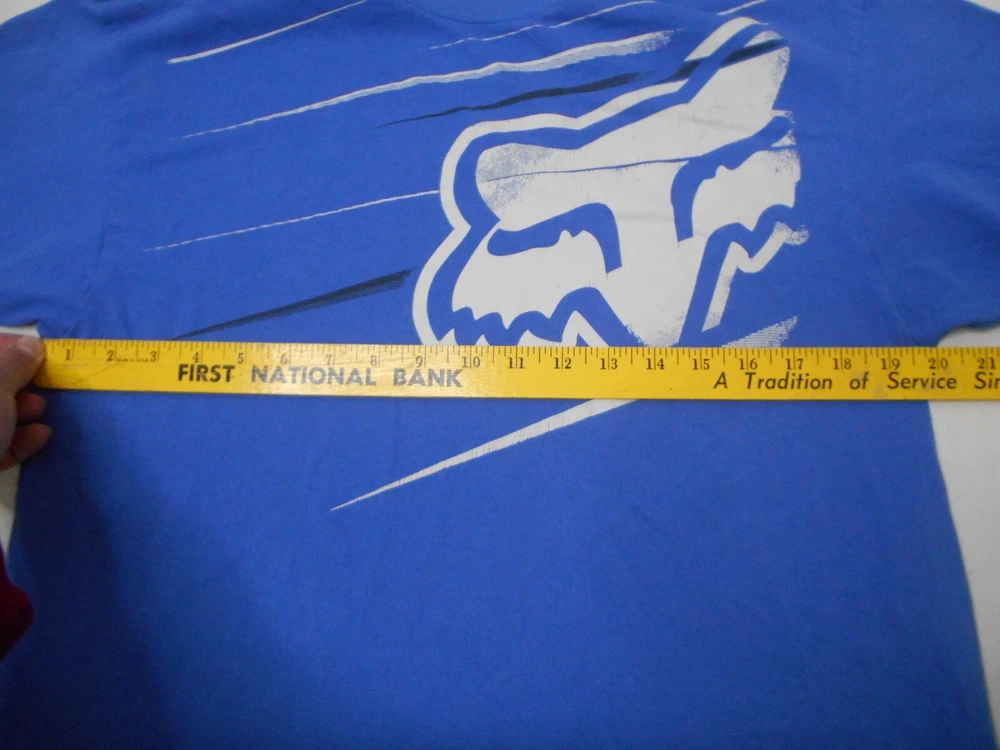 1 2 3 4 5 6 7 8 9 10 11 12 13 14 15 16 17 18 19 20 21
FIRST NATIONAL BANK A Tradition of Service Sin